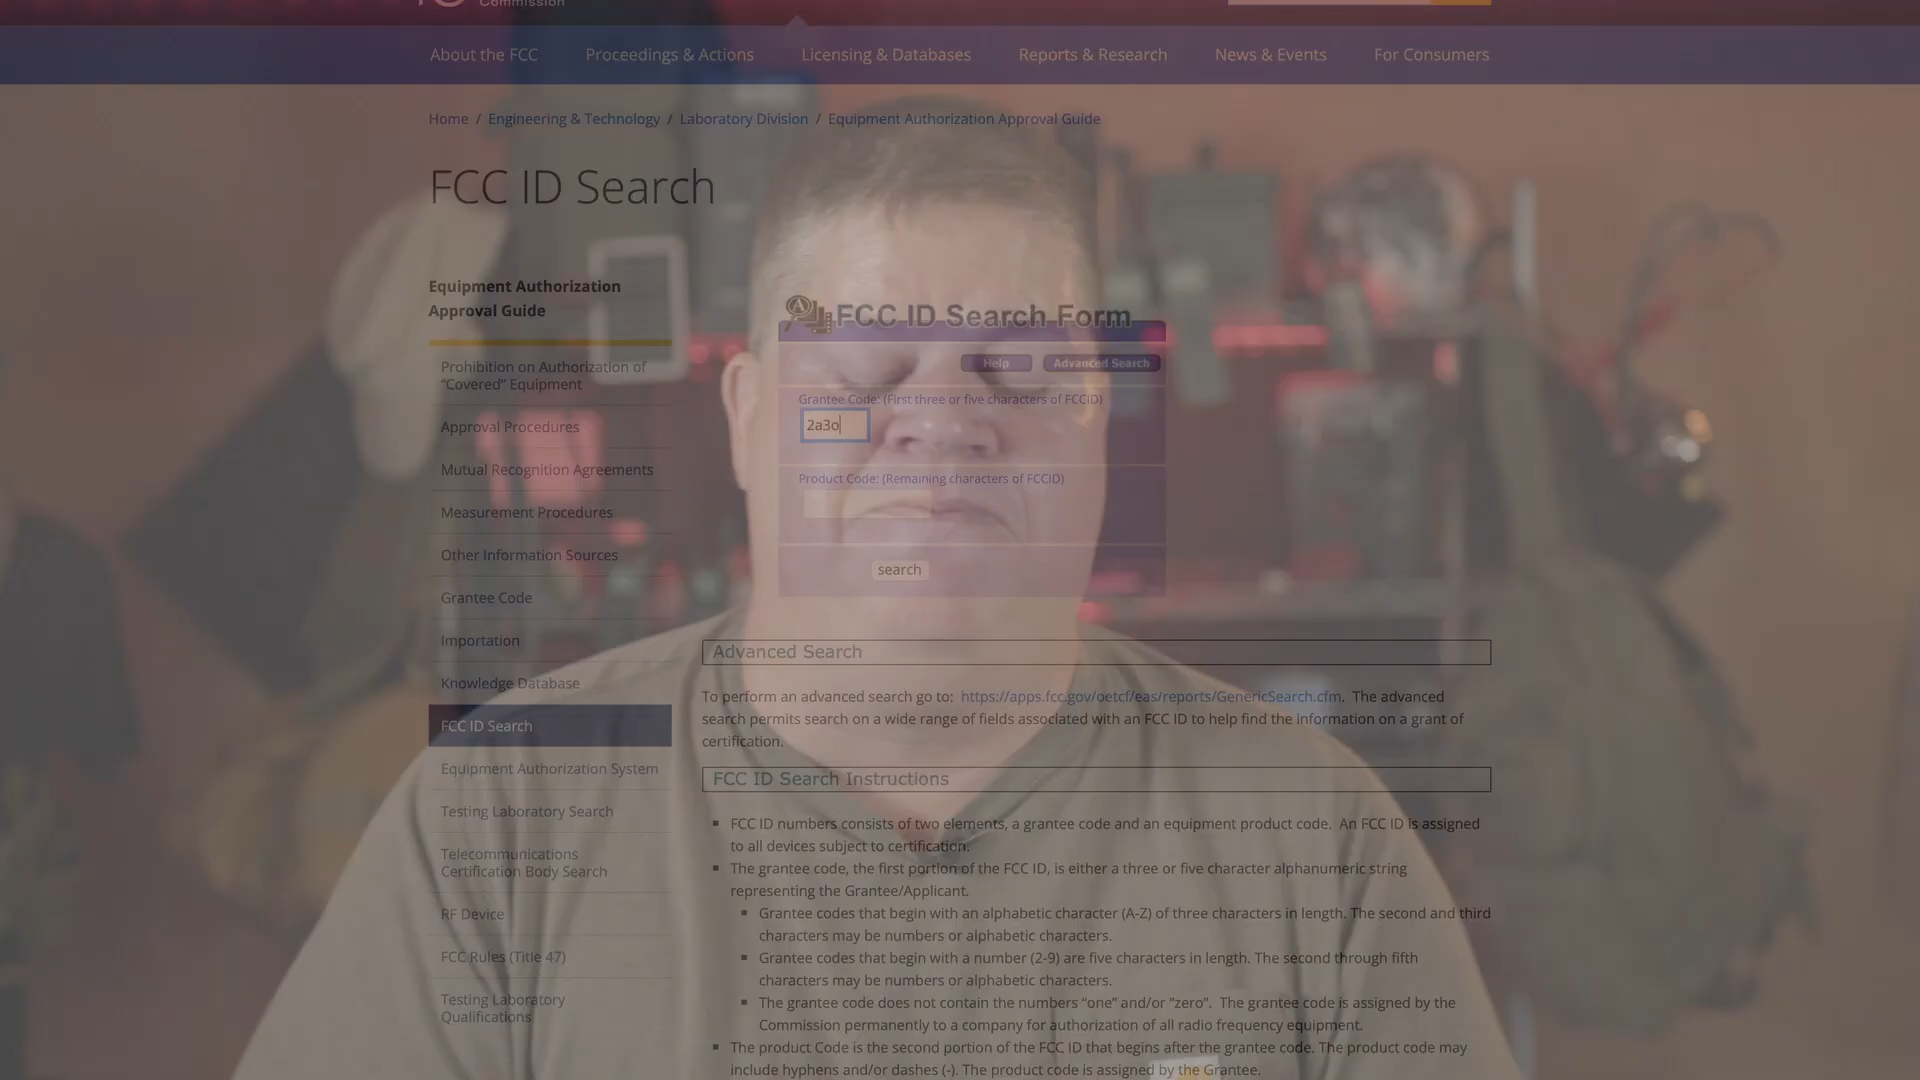 Commission
About the FCC Proceedings & Actions Licensing & Databases Reports & Research News & Events For Consumers
Home / Engineering & Technology / Laboratory Division / Equipment Authorization Approval Guide
FCC ID Search
Equipment Authorization
Approval Guide
Prohibition on Authorization of
“Covered” Equipment
Approval Procedures
Mutual Recognition Agreements
Measurement Procedures
Other Information Sources
Grantee Code
Importation
Knowledge Database
FCC ID Search
Equipment Authorization System
Testing Laboratory Search
Telecommunications
Certification Body Search
RF Device
FCC Rules (Title 47)
Testing Laboratory
Qualifications
FCC ID Search Form
Help Advanced Search
Grantee Code: (First three or five characters of FCCID)
2a3o
Product Code: (Remaining characters of FCCID)
search
Advanced Search
To perform an advanced search go to: https://apps.fcc.gov/oetcf/eas/reports/GenericSearch.cfm. The advanced
search permits search on a wide range of fields associated with an FCC ID to help find the information on a grant of
certification.
FCC ID Search Instructions
▪ FCC ID numbers consists of two elements, a grantee code and an equipment product code. An FCC ID is assigned
to all devices subject to certification.
▪ The grantee code, the first portion of the FCC ID, is either a three or five character alphanumeric string
representing the Grantee/Applicant.
▪ Grantee codes that begin with an alphabetic character (A-Z) of three characters in length. The second and third
characters may be numbers or alphabetic characters.
▪ Grantee codes that begin with a number (2-9) are five characters in length. The second through fifth
characters may be numbers or alphabetic characters.
▪ The grantee code does not contain the numbers “one” and/or “zero”. The grantee code is assigned by the
Commission permanently to a company for authorization of all radio frequency equipment.
▪ The product Code is the second portion of the FCC ID that begins after the grantee code. The product code may
include hyphens and/or dashes (-). The product code is assigned by the Grantee.